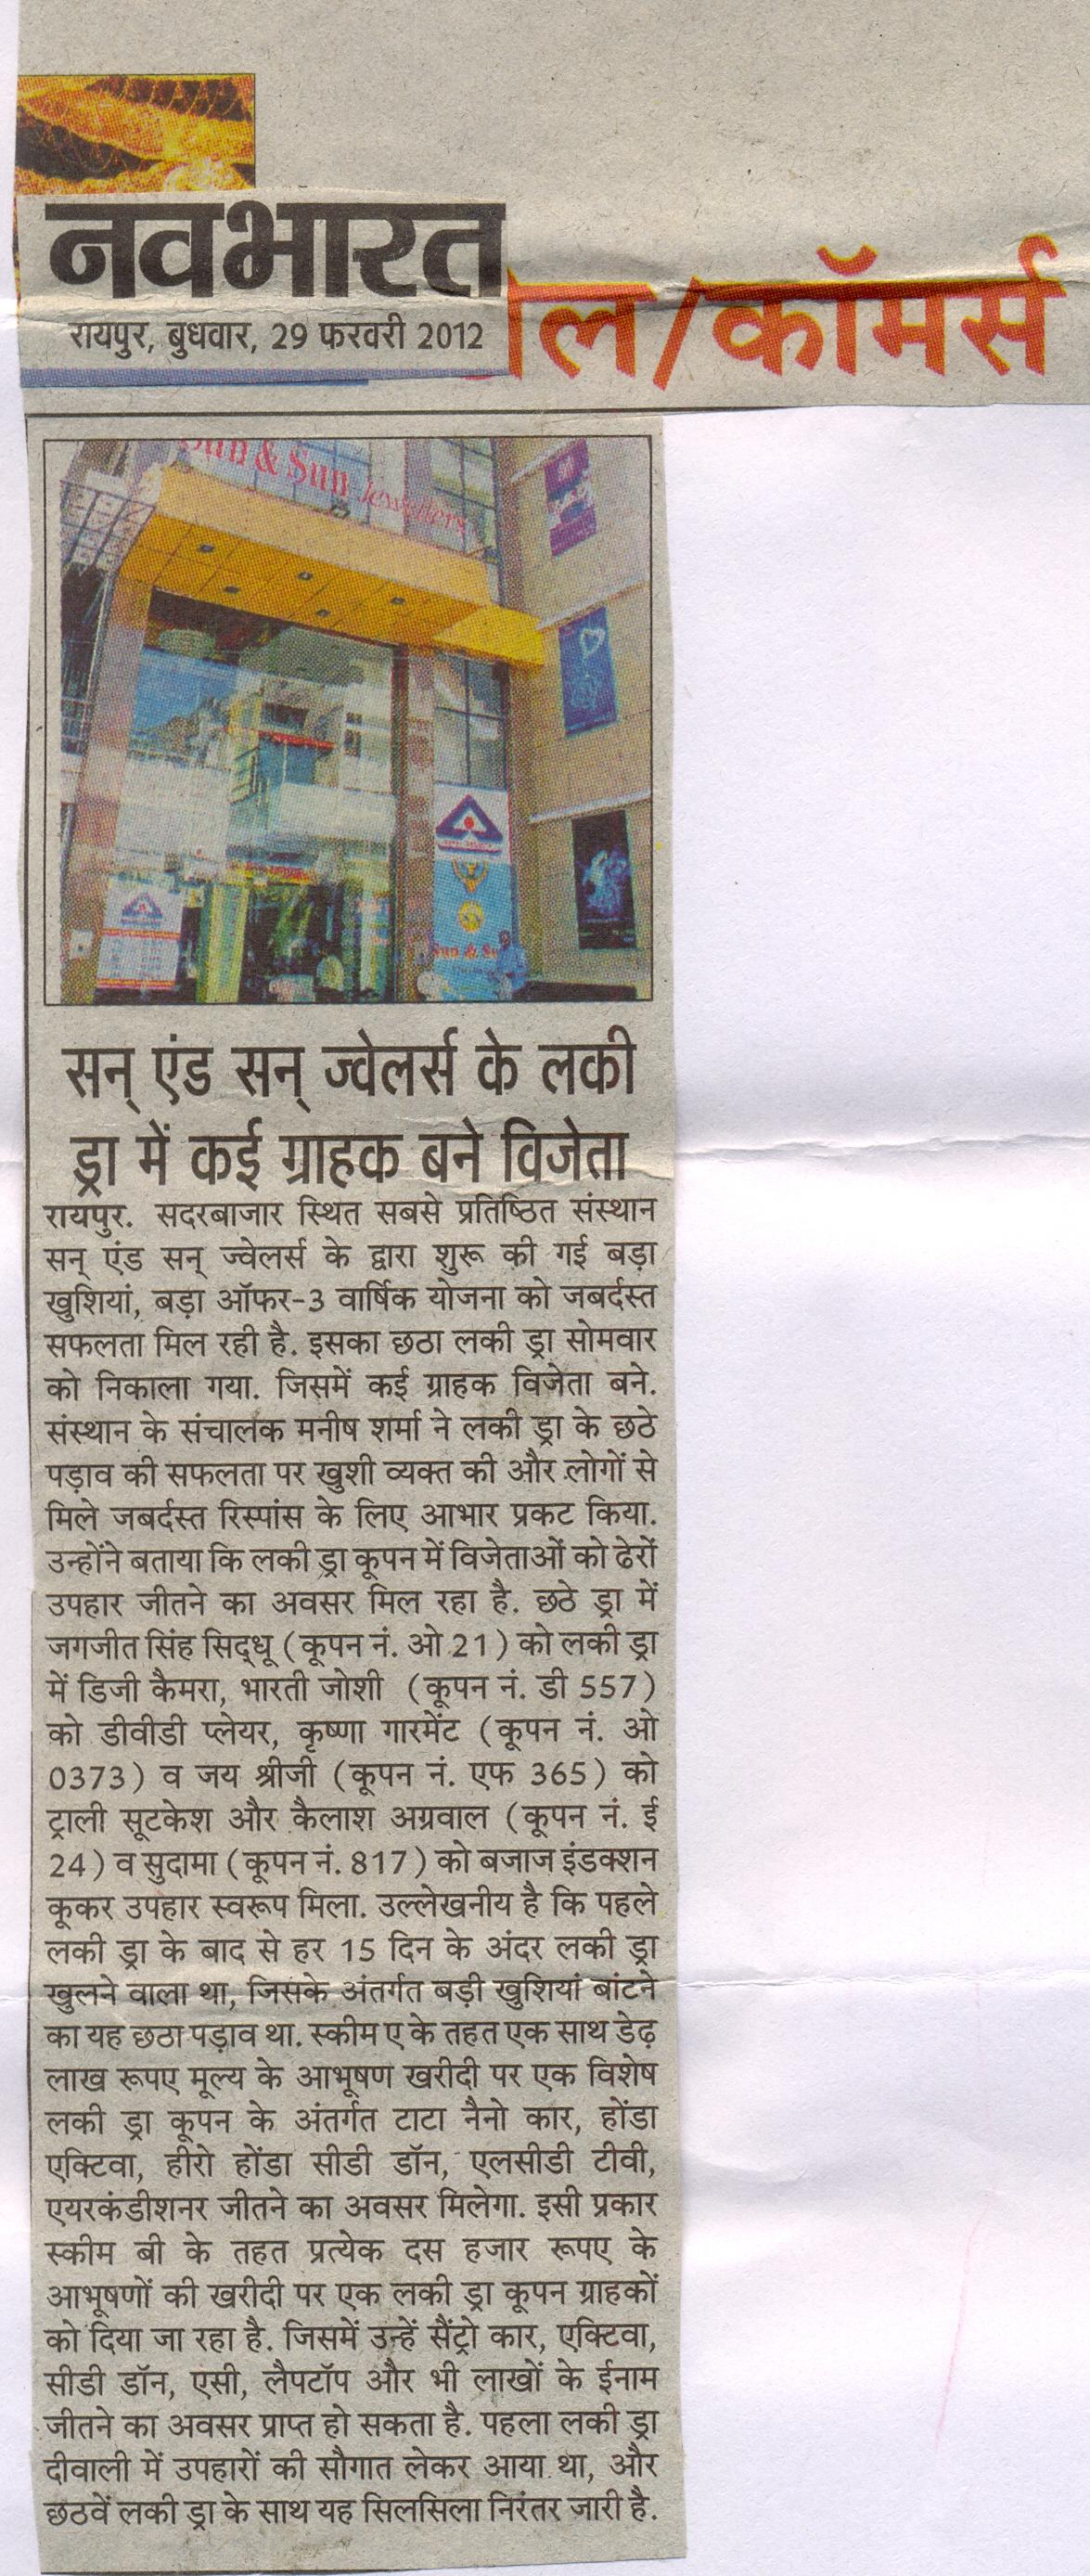 नवभारत
रायपुर, बुधवार, 29 फरवरी 2012
ल/कॉमर्स
Sun & Sun Jewellers
Sun & Su
सन् एंड सन् ज्वेलर्स के लकी
ड्रा में कई ग्राहक बने विजेता
रायपुर. सदरबाजार स्थित सबसे प्रतिष्ठित संस्थान
सन् एंड सन् ज्वेलर्स के द्वारा शुरू की गई बड़ा
खुशियां, बड़ा ऑफर-3 वार्षिक योजना को जबर्दस्त
सफलता मिल रही है. इसका छठा लकी ड्रा सोमवार
को निकाला गया. जिसमें कई ग्राहक विजेता बने.
संस्थान के संचालक मनीष शर्मा ने लकी ड्रा के छठे
पड़ाव की सफलता पर खुशी व्यक्त की और लोगों से
मिले जबर्दस्त रिस्पांस के लिए आभार प्रकट किया.
उन्होंने बताया कि लकी ड्रा कूपन में विजेताओं को ढेरों
उपहार जीतने का अवसर मिल रहा है. छठे ड्रा में
जगजीत सिंह सिद्धू (कूपन नं. ओ 21) को लकी ड्रा
में डिजी कैमरा, भारती जोशी (कूपन नं. डी 557)
को डीवीडी प्लेयर, कृष्णा गारमेंट (कूपन नं. ओ
0373) व जय श्रीजी (कूपन नं. एफ 365) को
ट्राली सूटकेश और कैलाश अग्रवाल (कूपन नं. ई
24) व सुदामा (कूपन नं. 817) को बजाज इंडक्शन
कूकर उपहार स्वरूप मिला. उल्लेखनीय है कि पहले
लकी ड्रा के बाद से हर 15 दिन के अंदर लकी ड्रा
खुलने वाला था, जिसके अंतर्गत बड़ी खुशियां बांटने
का यह छठा पड़ाव था. स्कीम ए के तहत एक साथ डेढ़
लाख रूपए मूल्य के आभूषण खरीदी पर एक विशेष
लकी ड्रा कूपन के अंतर्गत टाटा नैनो कार, होंडा
एक्टिवा, हीरो होंडा सीडी डॉन, एलसीडी टीवी,
एयरकंडीशनर जीतने का अवसर मिलेगा. इसी प्रकार
स्कीम बी के तहत प्रत्येक दस हजार रूपए के
आभूषणों की खरीदी पर एक लकी ड्रा कूपन ग्राहकों
को दिया जा रहा है. जिसमें उन्हें सैंट्रो कार, एक्टिवा,
सीडी डॉन, एसी, लैपटॉप और भी लाखों के ईनाम
जीतने का अवसर प्राप्त हो सकता है. पहला लकी ड्रा
दीवाली में उपहारों की सौगात लेकर आया था, और
छठवें लकी ड्रा के साथ यह सिलसिला निरंतर जारी है.